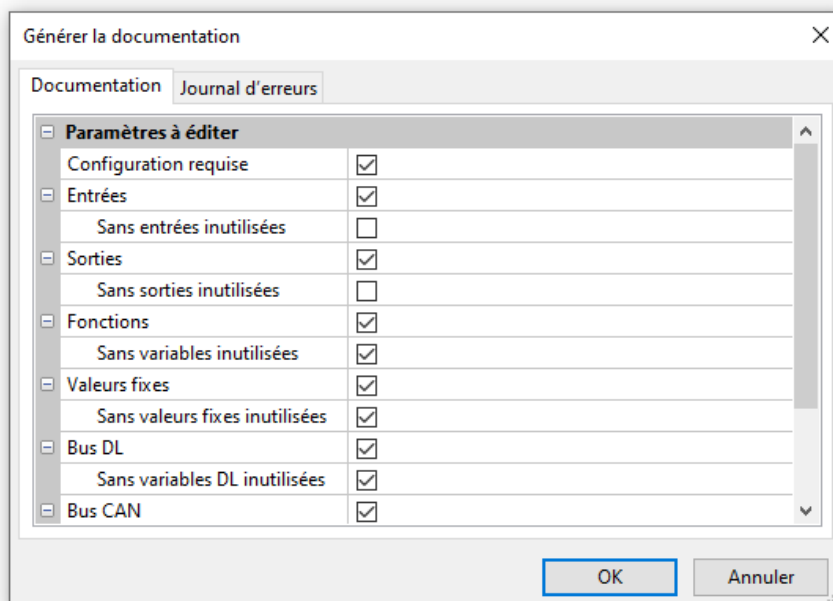 Générer la documentation
Documentation
Journal d'erreurs
Paramètres à éditer
Configuration requise
Entrées
Sans entrées inutilisées
Sorties
Sans sorties inutilisées
Fonctions
Sans variables inutilisées
Valeurs fixes
Sans valeurs fixes inutilisées
Bus DL
Sans variables DL inutilisées
Bus CAN
OK
Annuler